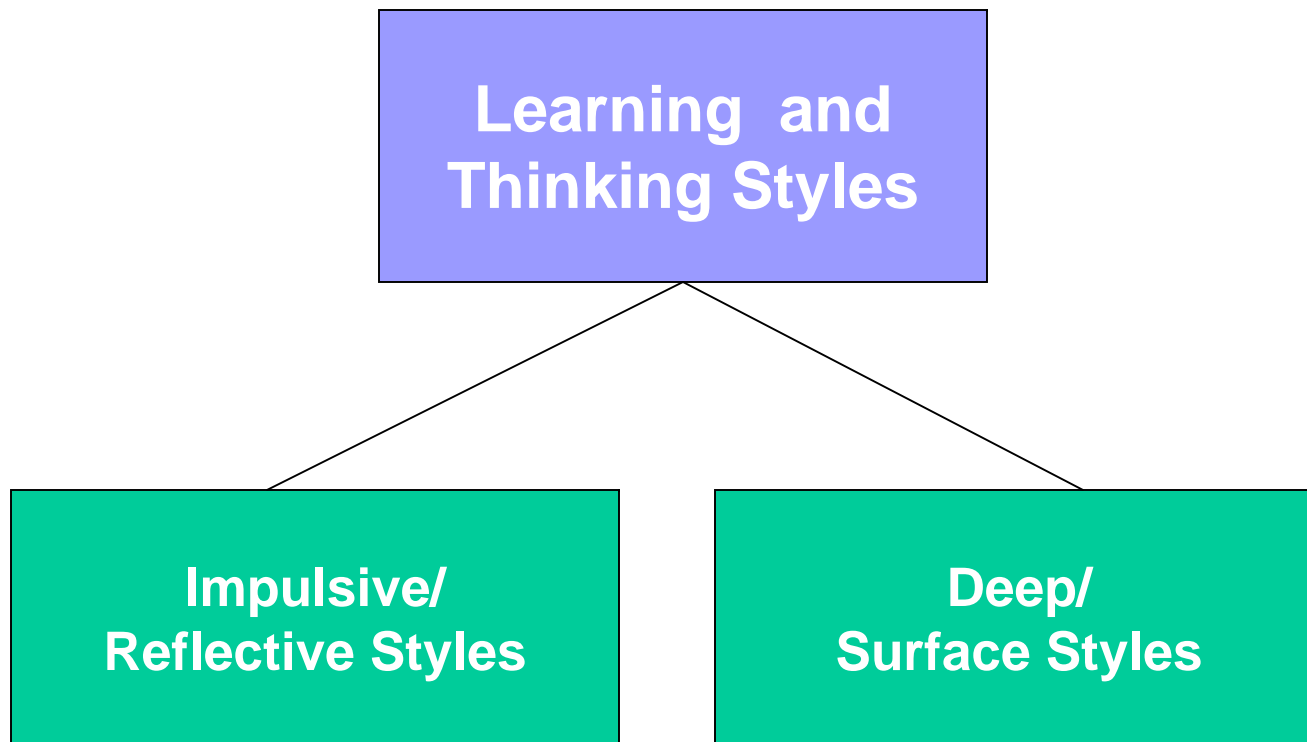 Learning and
Thinking Styles
Impulsive/
Reflective Styles
Deep/
Surface Styles